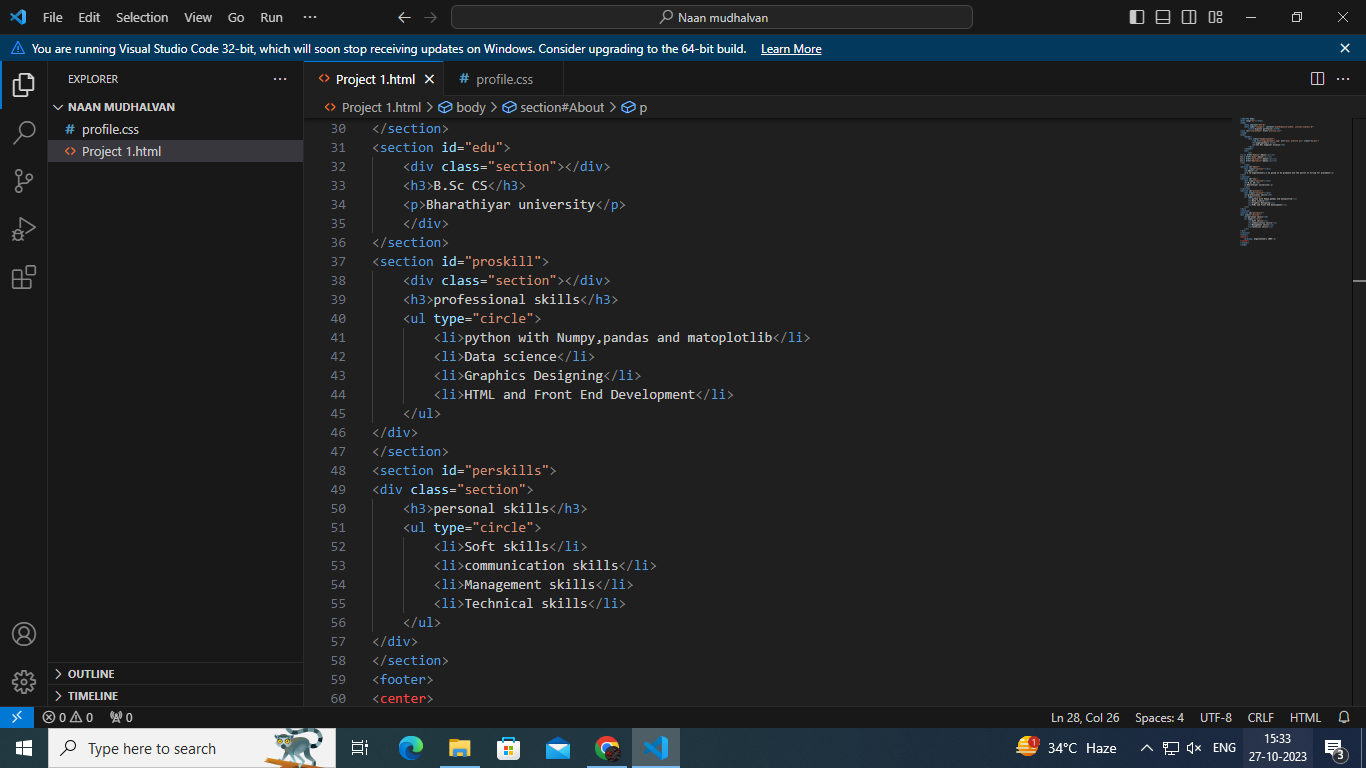 File Edit Selection View Go Run ···
Naan mudhalvan
You are running Visual Studio Code 32-bit, which will soon stop receiving updates on Windows. Consider upgrading to the 64-bit build. Learn More
EXPLORER
NAAN MUDHALVAN
# profile.css
<> Project 1.html
OUTLINE
TIMELINE
<> Project 1.html
# profile.css
<> Project 1.html > body > section#About > p
30 </section>
31 <section id="edu">
32 <div class="section"></div>
33 <h3>B.Sc CS</h3>
34 <p>Bharathiyar university</p>
35 </div>
36 </section>
37 <section id="proskill">
38 <div class="section"></div>
39 <h3>professional skills</h3>
40 <ul type="circle">
41 <li>python with Numpy,pandas and matoplotlib</li>
42 <li>Data science</li>
43 <li>Graphics Designing</li>
44 <li>HTML and Front End Development</li>
45 </ul>
46 </div>
47 </section>
48 <section id="perskills">
49 <div class="section">
50 <h3>personal skills</h3>
51 <ul type="circle">
52 <li>Soft skills</li>
53 <li>communication skills</li>
54 <li>Management skills</li>
55 <li>Technical skills</li>
56 </ul>
57 </div>
58 </section>
59 <footer>
60 <center>
0 0 0
Ln 28, Col 26 Spaces: 4 UTF-8 CRLF HTML
Type here to search
1 34°C Haze
ENG
15:33
27-10-2023
3